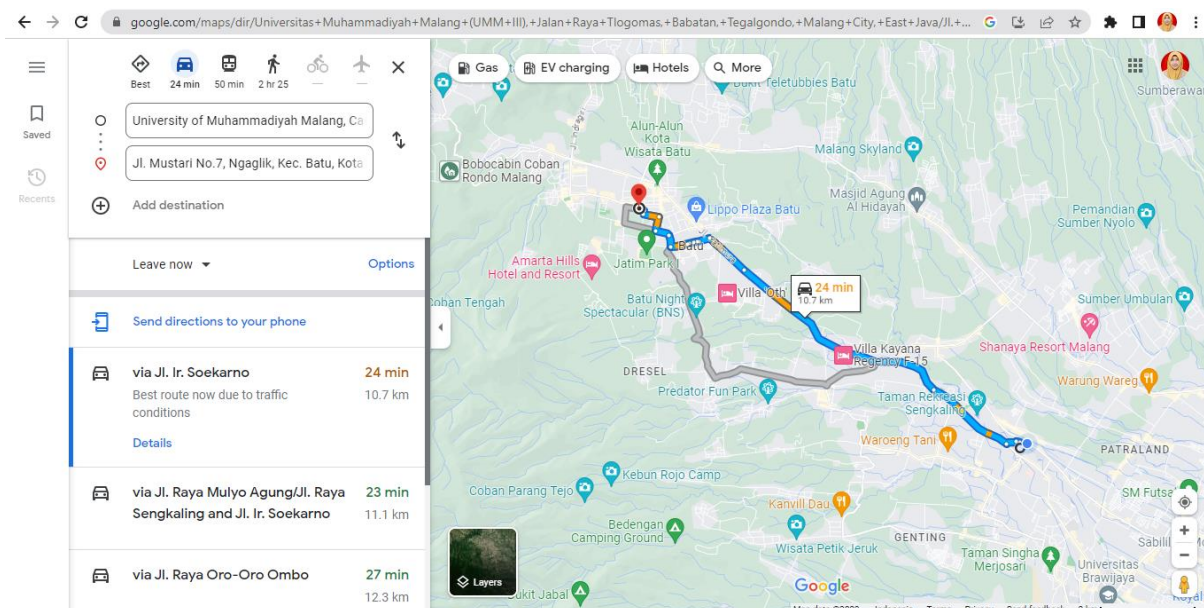 google.com/maps/dir/Universitas+Muhammadiyah+Malang+(UMM+III),+Jalan+Raya+Tlogomas,+Babatan,+Tegalgondo,+Malang+City,+East+Java/Jl.+...
Best
24 min
50 min
2 hr 25
Saved
Recents
University of Muhammadiyah Malang, Ca
Jl. Mustari No.7, Ngaglik, Kec. Batu, Kota
Add destination
Leave now
Options
Send directions to your phone
via Jl. Ir. Soekarno
24 min
Best route now due to traffic
10.7 km
conditions
Details
via Jl. Raya Mulyo Agung/Jl. Raya
23 min
Sengkaling and Jl. Ir. Soekarno
11.1 km
via Jl. Raya Oro-Oro Ombo
27 min
12.3 km
Gas
EV charging
Hotels
More
Bukit Teletubbies Batu
Sumberawan
Alun-Alun
Kota
Wisata Batu
Malang Skyland
Bobocabin Coban
Rondo Malang
Masjid Agung
Al Hidayah
Lippo Plaza Batu
Pemandian
Sumber Nyolo
Batu
Amarta Hills
Hotel and Resort
Jatim Park 1
24 min
10.7 km
Villa Oth
Coban Tengah
Batu Night
Spectacular (BNS)
Sumber Umbulan
Villa Kayana
Regency F-15
Shanaya Resort Malang
DRESEL
Predator Fun Park
Warung Wareg
Taman Rekreasi
Sengkaling
Waroeng Tani
PATRALAND
Kebun Rojo Camp
Coban Parang Tejo
SM Futsal
Kanvill Dau
Bedengan
Camping Ground
GENTING
Wisata Petik Jeruk
Taman Singha
Merjosari
Universitas
Brawijaya
Layers
Google
Bukit Jabal